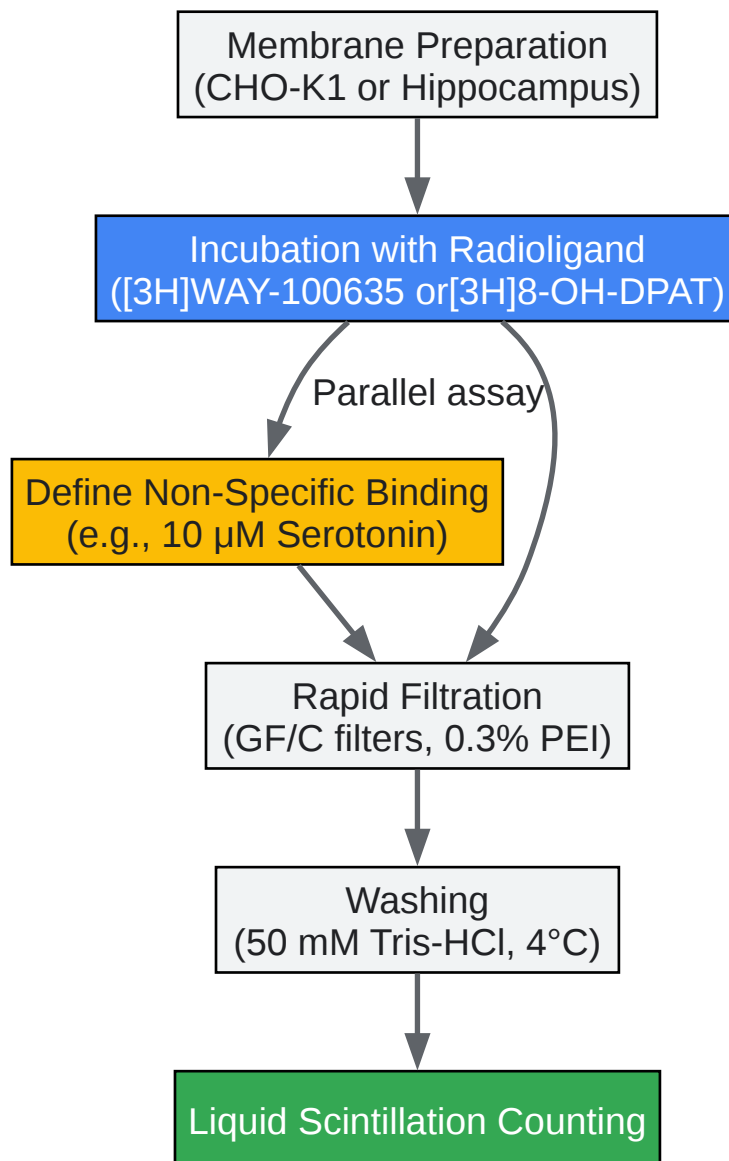 Membrane Preparation
(CHO-K1 or Hippocampus)
Incubation with Radioligand
([3H]WAY-100635 or[3H]8-OH-DPAT)
Parallel assay
Define Non-Specific Binding
(e.g., 10 µM Serotonin)
Rapid Filtration
(GF/C filters, 0.3% PEI)
Washing
(50 mM Tris-HCl, 4°C)
Liquid Scintillation Counting